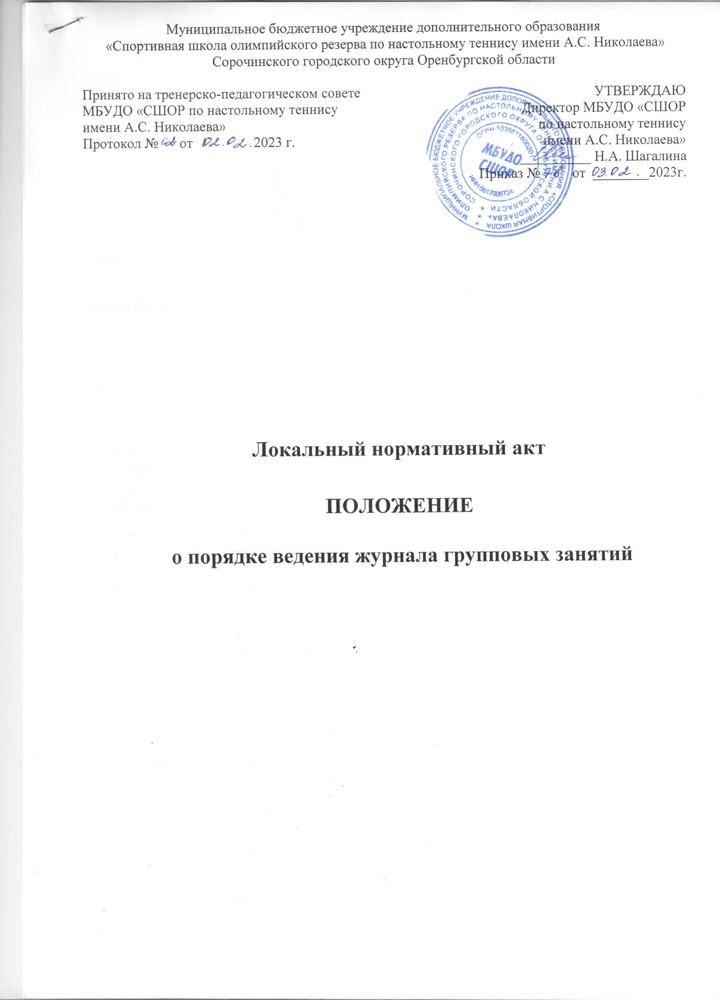 Муниципальное бюджетное учреждение дополнительного образования
«Спортивная школа олимпийского резерва по настольному теннису имени А.С. Николаева»
Сорочинского городского округа Оренбургской области
Принято на тренерско-педагогическом совете
МБУДО «СШОР по настольному теннису
имени А.С. Николаева»
Протокол № от 02.02.2023 г.
УТВЕРЖДАЮ
Директор МБУДО «СШОР
по настольному теннису
имени А.С. Николаева»
Н.А. Шагалина
Приказ № 78 от 03.02.2023г.
МУНИЦИПАЛЬНОЕ БЮДЖЕТНОЕ УЧРЕЖДЕНИЕ ДОПОЛНИТЕЛЬНОГО ОБРАЗОВАНИЯ «СПОРТИВНАЯ ШКОЛА
ОЛИМПИЙСКОГО РЕЗЕРВА ПО НАСТОЛЬНОМУ ТЕННИСУ ИМЕНИ А С НИКОЛАЕВА»
СОРОЧИНСКОГО ГОРОДСКОГО ОКРУГА ОРЕНБУРГСКОЙ ОБЛАСТИ
ОГРН 1035611800201
МБУДО
СШОР
ИНН 5617006724
Локальный нормативный акт
ПОЛОЖЕНИЕ
о порядке ведения журнала групповых занятий